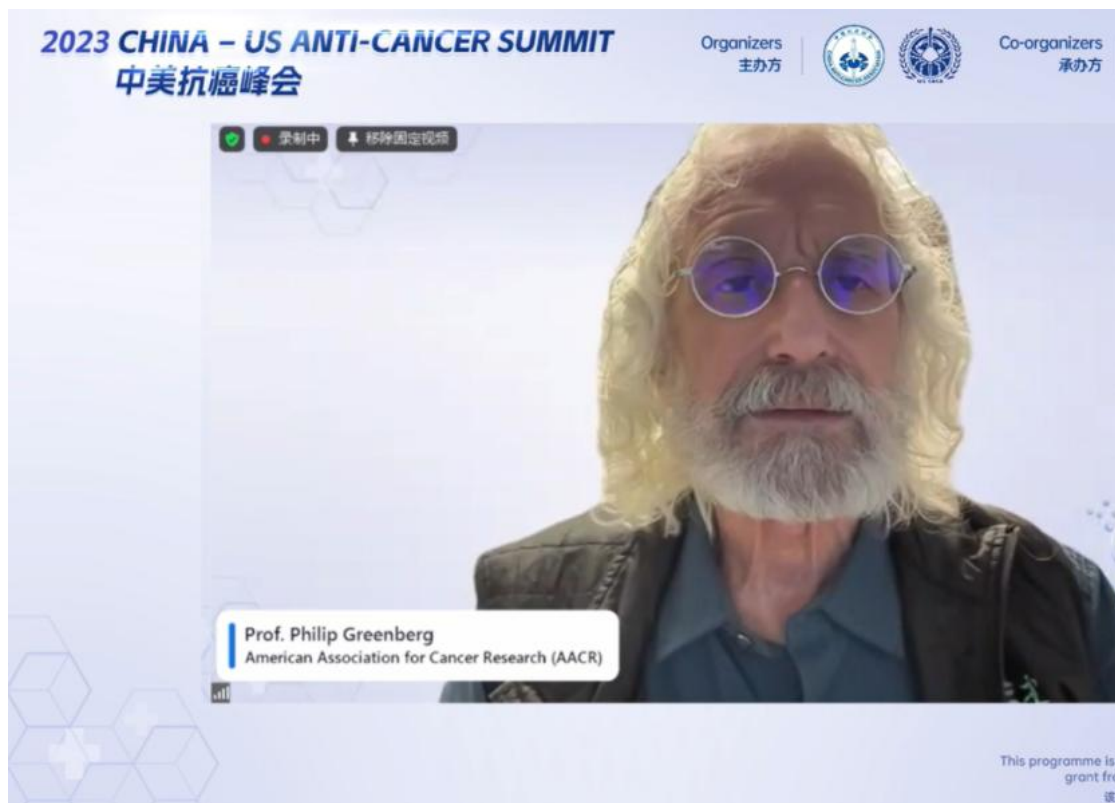 2023 CHINA – US ANTI-CANCER SUMMIT
中美抗癌峰会
Organizers
主办方
Co-organizers
承办方
录制中
移除固定视频
Prof. Philip Greenberg
American Association for Cancer Research (AACR)
This programme is
grant